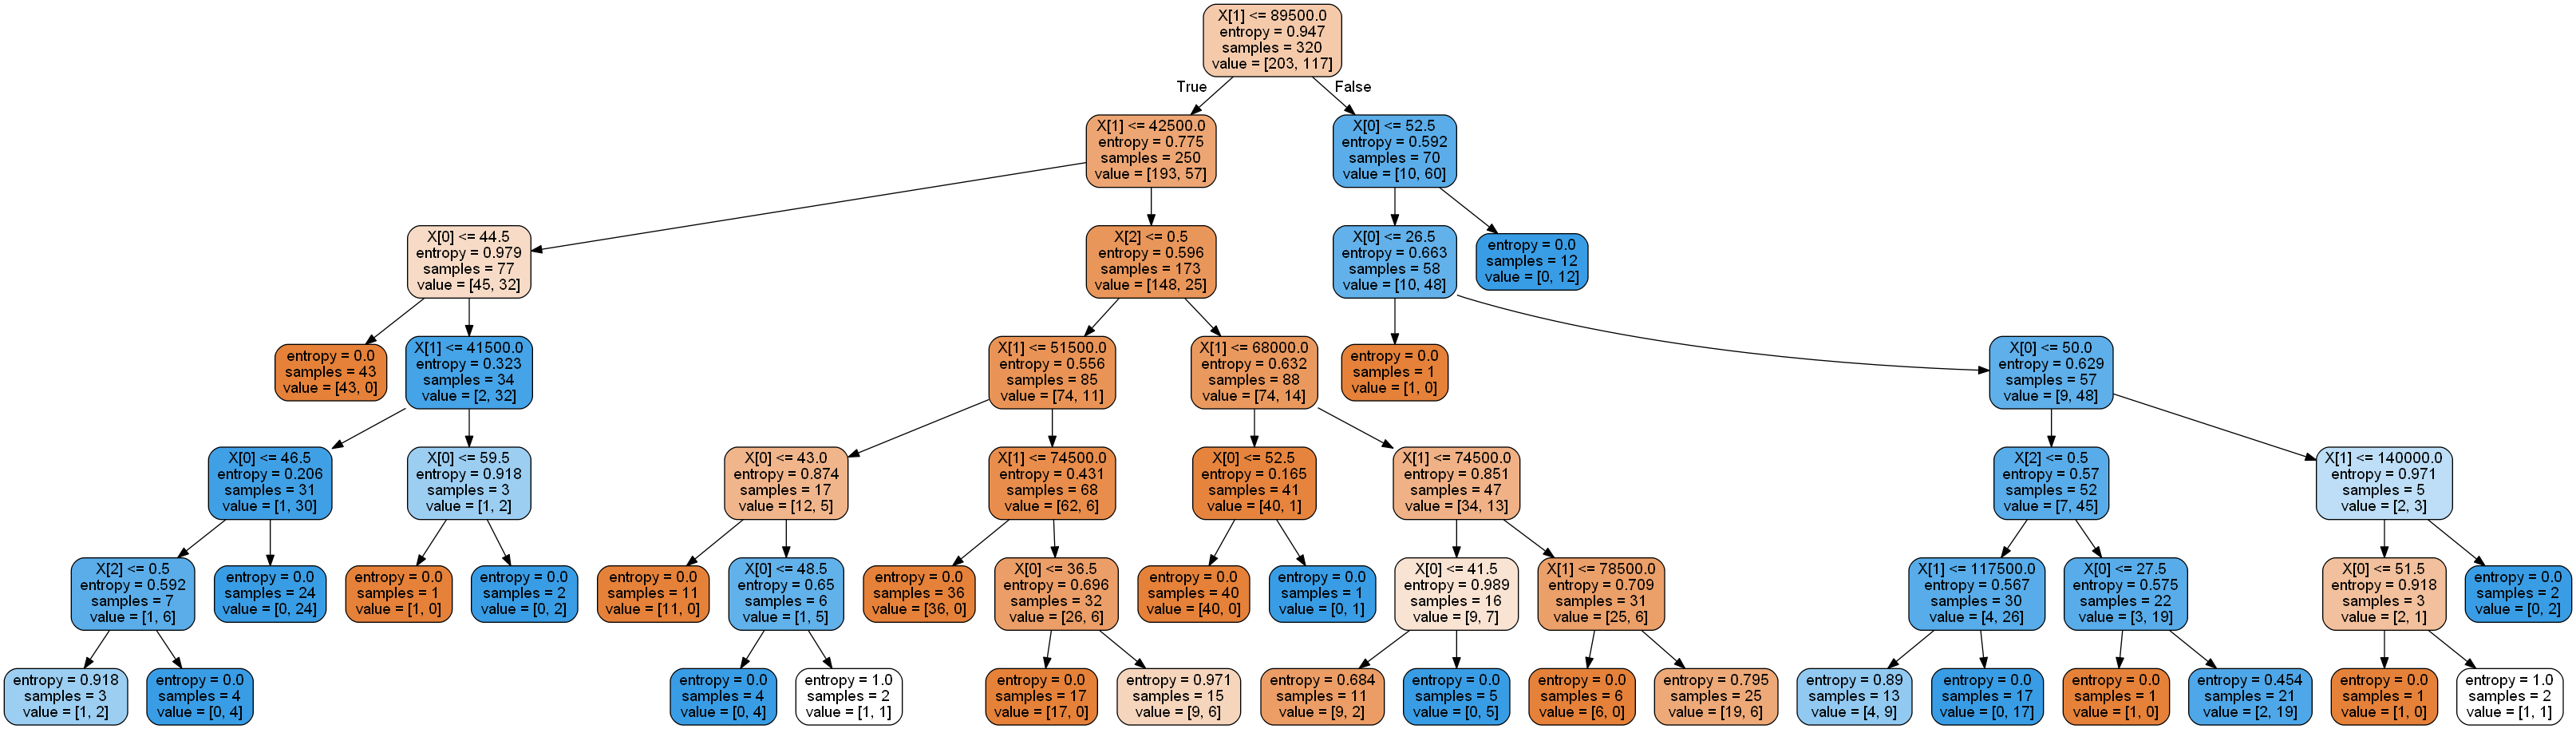 X[1] <= 89500.0
entropy = 0.947
samples = 320
value = [203, 117]
True
False
X[1] <= 42500.0
entropy = 0.775
samples = 250
value = [193, 57]
X[0] <= 52.5
entropy = 0.592
samples = 70
value = [10, 60]
X[0] <= 44.5
entropy = 0.979
samples = 77
value = [45, 32]
X[2] <= 0.5
entropy = 0.596
samples = 173
value = [148, 25]
X[0] <= 26.5
entropy = 0.663
samples = 58
value = [10, 48]
entropy = 0.0
samples = 12
value = [0, 12]
entropy = 0.0
samples = 43
value = [43, 0]
X[1] <= 41500.0
entropy = 0.323
samples = 34
value = [2, 32]
X[1] <= 51500.0
entropy = 0.556
samples = 85
value = [74, 11]
X[1] <= 68000.0
entropy = 0.632
samples = 88
value = [74, 14]
entropy = 0.0
samples = 1
value = [1, 0]
X[0] <= 50.0
entropy = 0.629
samples = 57
value = [9, 48]
X[0] <= 46.5
entropy = 0.206
samples = 31
value = [1, 30]
X[0] <= 59.5
entropy = 0.918
samples = 3
value = [1, 2]
X[0] <= 43.0
entropy = 0.874
samples = 17
value = [12, 5]
X[1] <= 74500.0
entropy = 0.431
samples = 68
value = [62, 6]
X[0] <= 52.5
entropy = 0.165
samples = 41
value = [40, 1]
X[1] <= 74500.0
entropy = 0.851
samples = 47
value = [34, 13]
X[2] <= 0.5
entropy = 0.57
samples = 52
value = [7, 45]
X[1] <= 140000.0
entropy = 0.971
samples = 5
value = [2, 3]
X[2] <= 0.5
entropy = 0.592
samples = 7
value = [1, 6]
entropy = 0.0
samples = 24
value = [0, 24]
entropy = 0.0
samples = 1
value = [1, 0]
entropy = 0.0
samples = 2
value = [0, 2]
entropy = 0.0
samples = 11
value = [11, 0]
X[0] <= 48.5
entropy = 0.65
samples = 6
value = [1, 5]
entropy = 0.0
samples = 36
value = [36, 0]
X[0] <= 36.5
entropy = 0.696
samples = 32
value = [26, 6]
entropy = 0.0
samples = 40
value = [40, 0]
entropy = 0.0
samples = 1
value = [0, 1]
X[0] <= 41.5
entropy = 0.989
samples = 16
value = [9, 7]
X[1] <= 78500.0
entropy = 0.709
samples = 31
value = [25, 6]
X[1] <= 117500.0
entropy = 0.567
samples = 30
value = [4, 26]
X[0] <= 27.5
entropy = 0.575
samples = 22
value = [3, 19]
X[0] <= 51.5
entropy = 0.918
samples = 3
value = [2, 1]
entropy = 0.0
samples = 2
value = [0, 2]
entropy = 0.918
samples = 3
value = [1, 2]
entropy = 0.0
samples = 4
value = [0, 4]
entropy = 0.0
samples = 4
value = [0, 4]
entropy = 1.0
samples = 2
value = [1, 1]
entropy = 0.0
samples = 17
value = [17, 0]
entropy = 0.971
samples = 15
value = [9, 6]
entropy = 0.684
samples = 11
value = [9, 2]
entropy = 0.0
samples = 5
value = [0, 5]
entropy = 0.0
samples = 6
value = [6, 0]
entropy = 0.795
samples = 25
value = [19, 6]
entropy = 0.89
samples = 13
value = [4, 9]
entropy = 0.0
samples = 17
value = [0, 17]
entropy = 0.0
samples = 1
value = [1, 0]
entropy = 0.454
samples = 21
value = [2, 19]
entropy = 0.0
samples = 1
value = [1, 0]
entropy = 1.0
samples = 2
value = [1, 1]